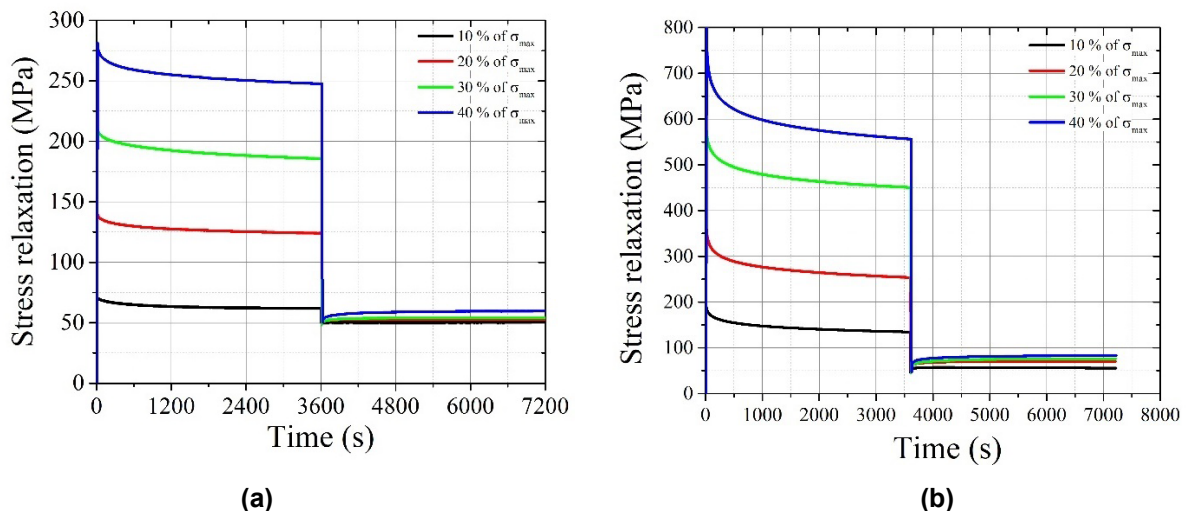 300
250
200
150
100
50
0
Stress relaxation (MPa)
10 % of σmax
20 % of σmax
30 % of σmax
40 % of σmax
0 1200 2400 3600 4800 6000 7200
Time (s)
(a)
800
700
600
500
400
300
200
100
0
Stress relaxation (MPa)
10 % of σmax
20 % of σmax
30 % of σmax
40 % of σmax
0 1000 2000 3000 4000 5000 6000 7000 8000
Time (s)
(b)